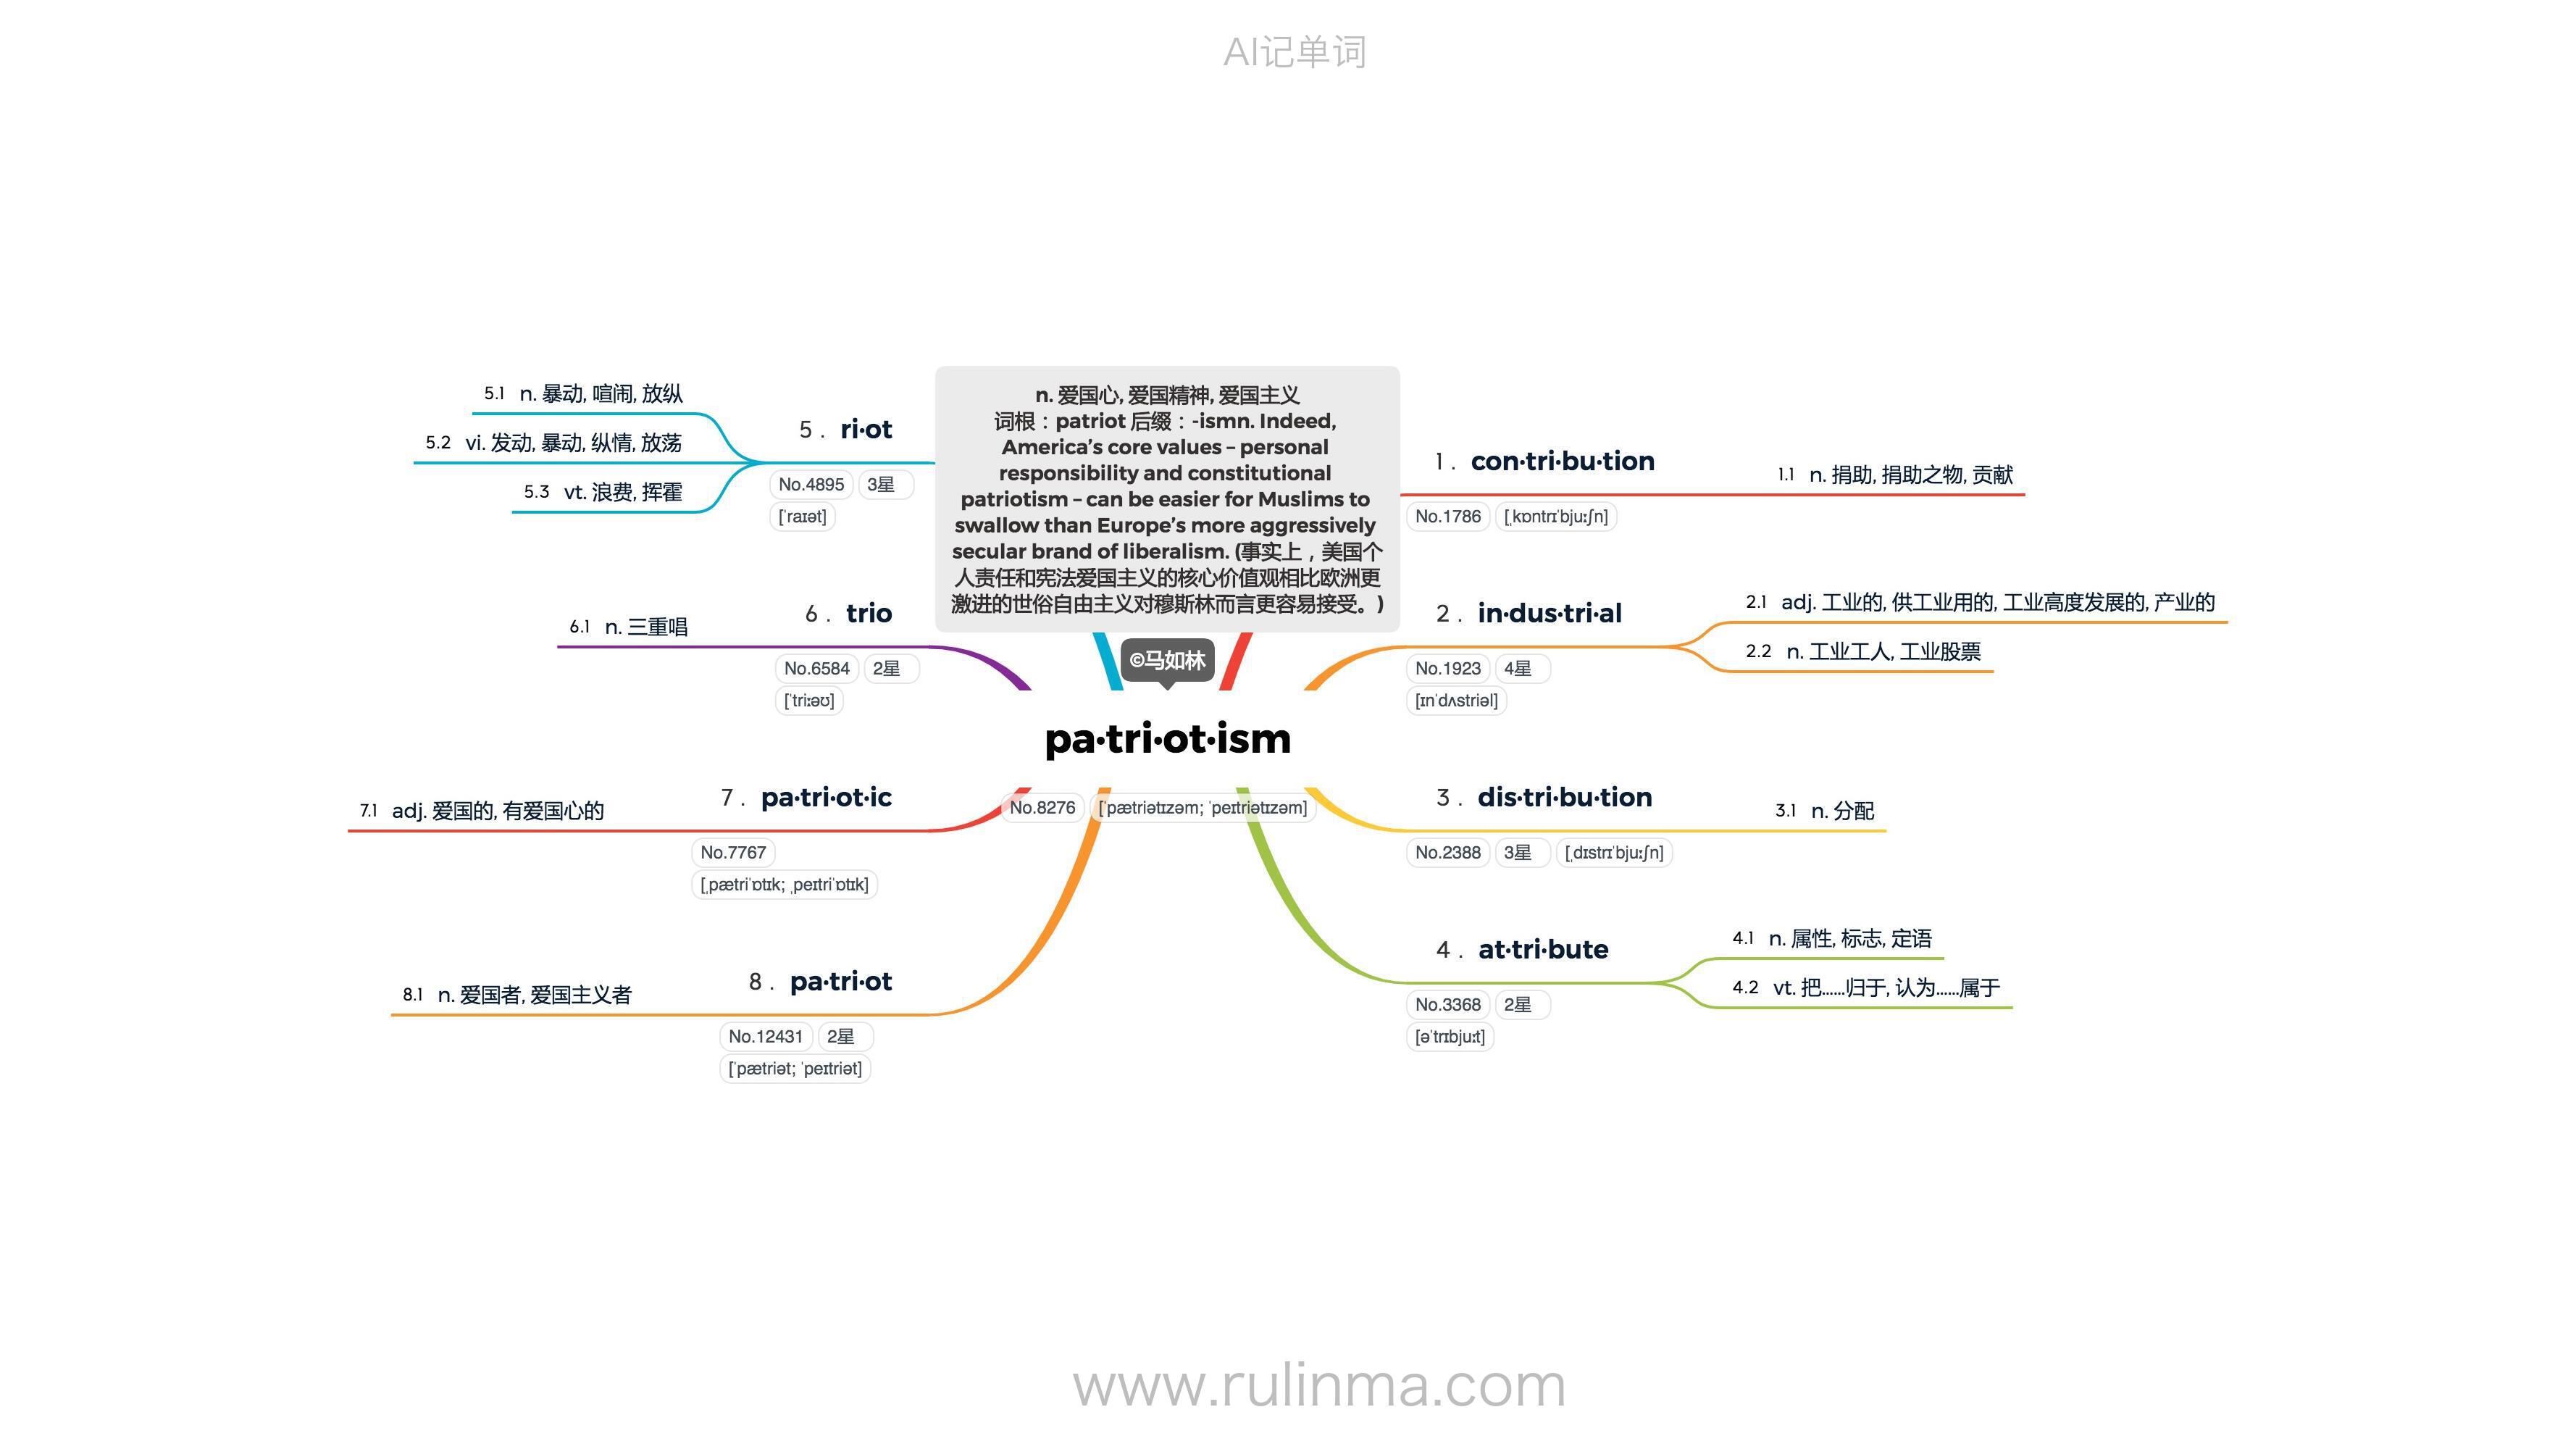 AI记单词
n. 爱国心, 爱国精神, 爱国主义
词根：patriot 后缀：-ismn. Indeed,
America’s core values – personal
responsibility and constitutional
patriotism – can be easier for Muslims to
swallow than Europe’s more aggressively
secular brand of liberalism. (事实上，美国个
人责任和宪法爱国主义的核心价值观相比欧洲更
激进的世俗自由主义对穆斯林而言更容易接受。)
©马如林
pa·tri·ot·ism
No.8276 [ˈpætriətɪzəm; ˈpeɪtriətɪzəm]
1. con·tri·bu·tion
No.1786 [ˌkɒntrɪˈbjuːʃn]
1.1 n. 捐助, 捐助之物, 贡献
2. in·dus·tri·al
No.1923 4星
[ɪnˈdʌstriəl]
2.1 adj. 工业的, 供工业用的, 工业高度发展的, 产业的
2.2 n. 工业工人, 工业股票
3. dis·tri·bu·tion
No.2388 3星 [ˌdɪstrɪˈbjuːʃn]
3.1 n. 分配
4. at·tri·bute
No.3368 2星
[əˈtrɪbjuːt]
4.1 n. 属性, 标志, 定语
4.2 vt. 把……归于, 认为……属于
5. ri·ot
No.4895 3星
[ˈraɪət]
5.1 n. 暴动, 喧闹, 放纵
5.2 vi. 发动, 暴动, 纵情, 放荡
5.3 vt. 浪费, 挥霍
6. trio
No.6584 2星
[ˈtriːəʊ]
6.1 n. 三重唱
7. pa·tri·ot·ic
No.7767
[ˌpætriˈɒtɪk; ˌpeɪtriˈɒtɪk]
7.1 adj. 爱国的, 有爱国心的
8. pa·tri·ot
No.12431 2星
[ˈpætriət; ˈpeɪtriət]
8.1 n. 爱国者, 爱国主义者
www.rulinma.com